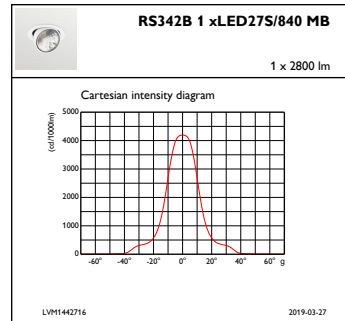 RS342B 1 xLED27S/840 MB
1 x 2800 lm
Cartesian intensity diagram
(cd/1000lm)
5000
4000
3000
2000
1000
0
-60° -40° -20° 0° 20° 40° 60° g
LVM1442716 2019-03-27